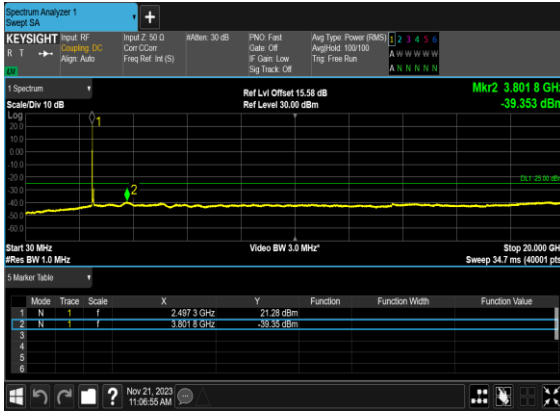 Spectrum Analyzer 1
Swept SA
+
KEYSIGHT Input: RF Input Z: 50 Ω #Atten: 30 dB PNO: Fast Avg Type: Power (RMS) 1 2 3 4 5 6
R T Coupling: DC Corr CCorr Gate: Off Avg|Hold: 100/100 A W W W W W
Align: Auto Freq Ref: Int (S) IF Gain: Low Trig: Free Run
Sig Track: Off A N N N N N
1 Spectrum Ref Lvl Offset 15.58 dB Mkr2 3.801 8 GHz
Scale/Div 10 dB Ref Level 30.00 dBm -39.353 dBm
Log
1
20.0
10.0
0.00
-10.0
-20.0
DL1 25.00 dBm
-30.0
2
-40.0
-50.0
-60.0
Start 30 MHz Video BW 3.0 MHz* Stop 20.000 GHz
#Res BW 1.0 MHz Sweep 34.7 ms (40001 pts)
5 Marker Table
Mode Trace Scale X Y Function Function Width Function Value
1 N 1 f 2.497 3 GHz 21.28 dBm
2 N 1 f 3.801 8 GHz -39.35 dBm
3
4
5
6
? Nov 21, 2023
11:06:55 AM